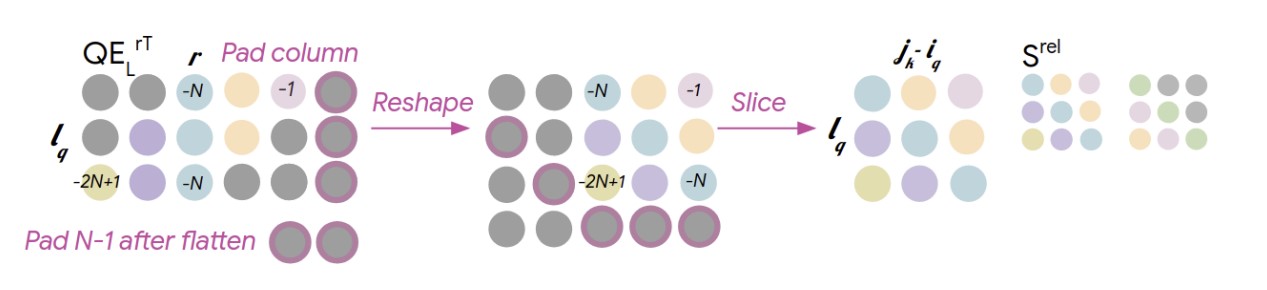 QE_L^rT r Pad column
j_k - i_q
S^rel
-N -1
Reshape
-N -1
Slice
l_q
l_q
-2N+1 -N
-2N+1 -N
Pad N-1 after flatten